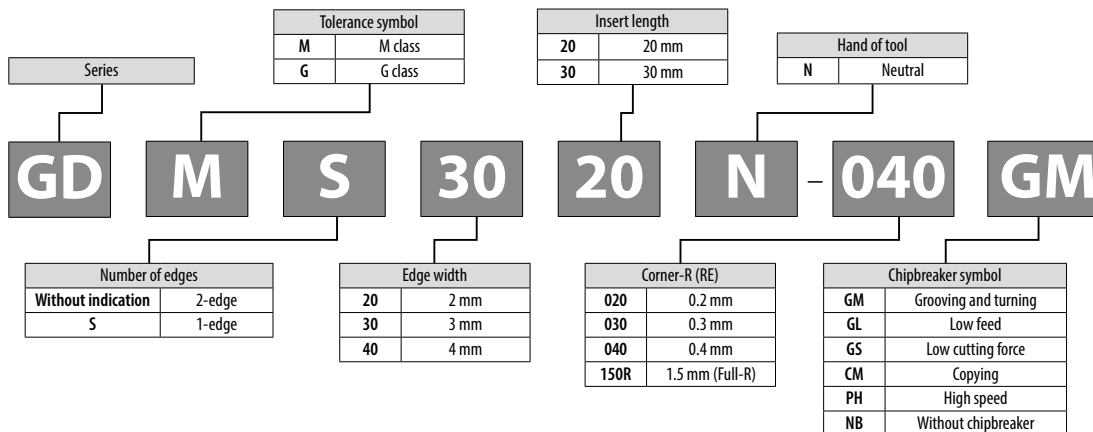 Series
Tolerance symbol
M M class
G G class
Insert length
20 20 mm
30 30 mm
Hand of tool
N Neutral
GD M S 30 20 N – 040 GM
Number of edges
Without indication 2-edge
S 1-edge
Edge width
20 2 mm
30 3 mm
40 4 mm
Corner-R (RE)
020 0.2 mm
030 0.3 mm
040 0.4 mm
150R 1.5 mm (Full-R)
Chipbreaker symbol
GM Grooving and turning
GL Low feed
GS Low cutting force
CM Copying
PH High speed
NB Without chipbreaker